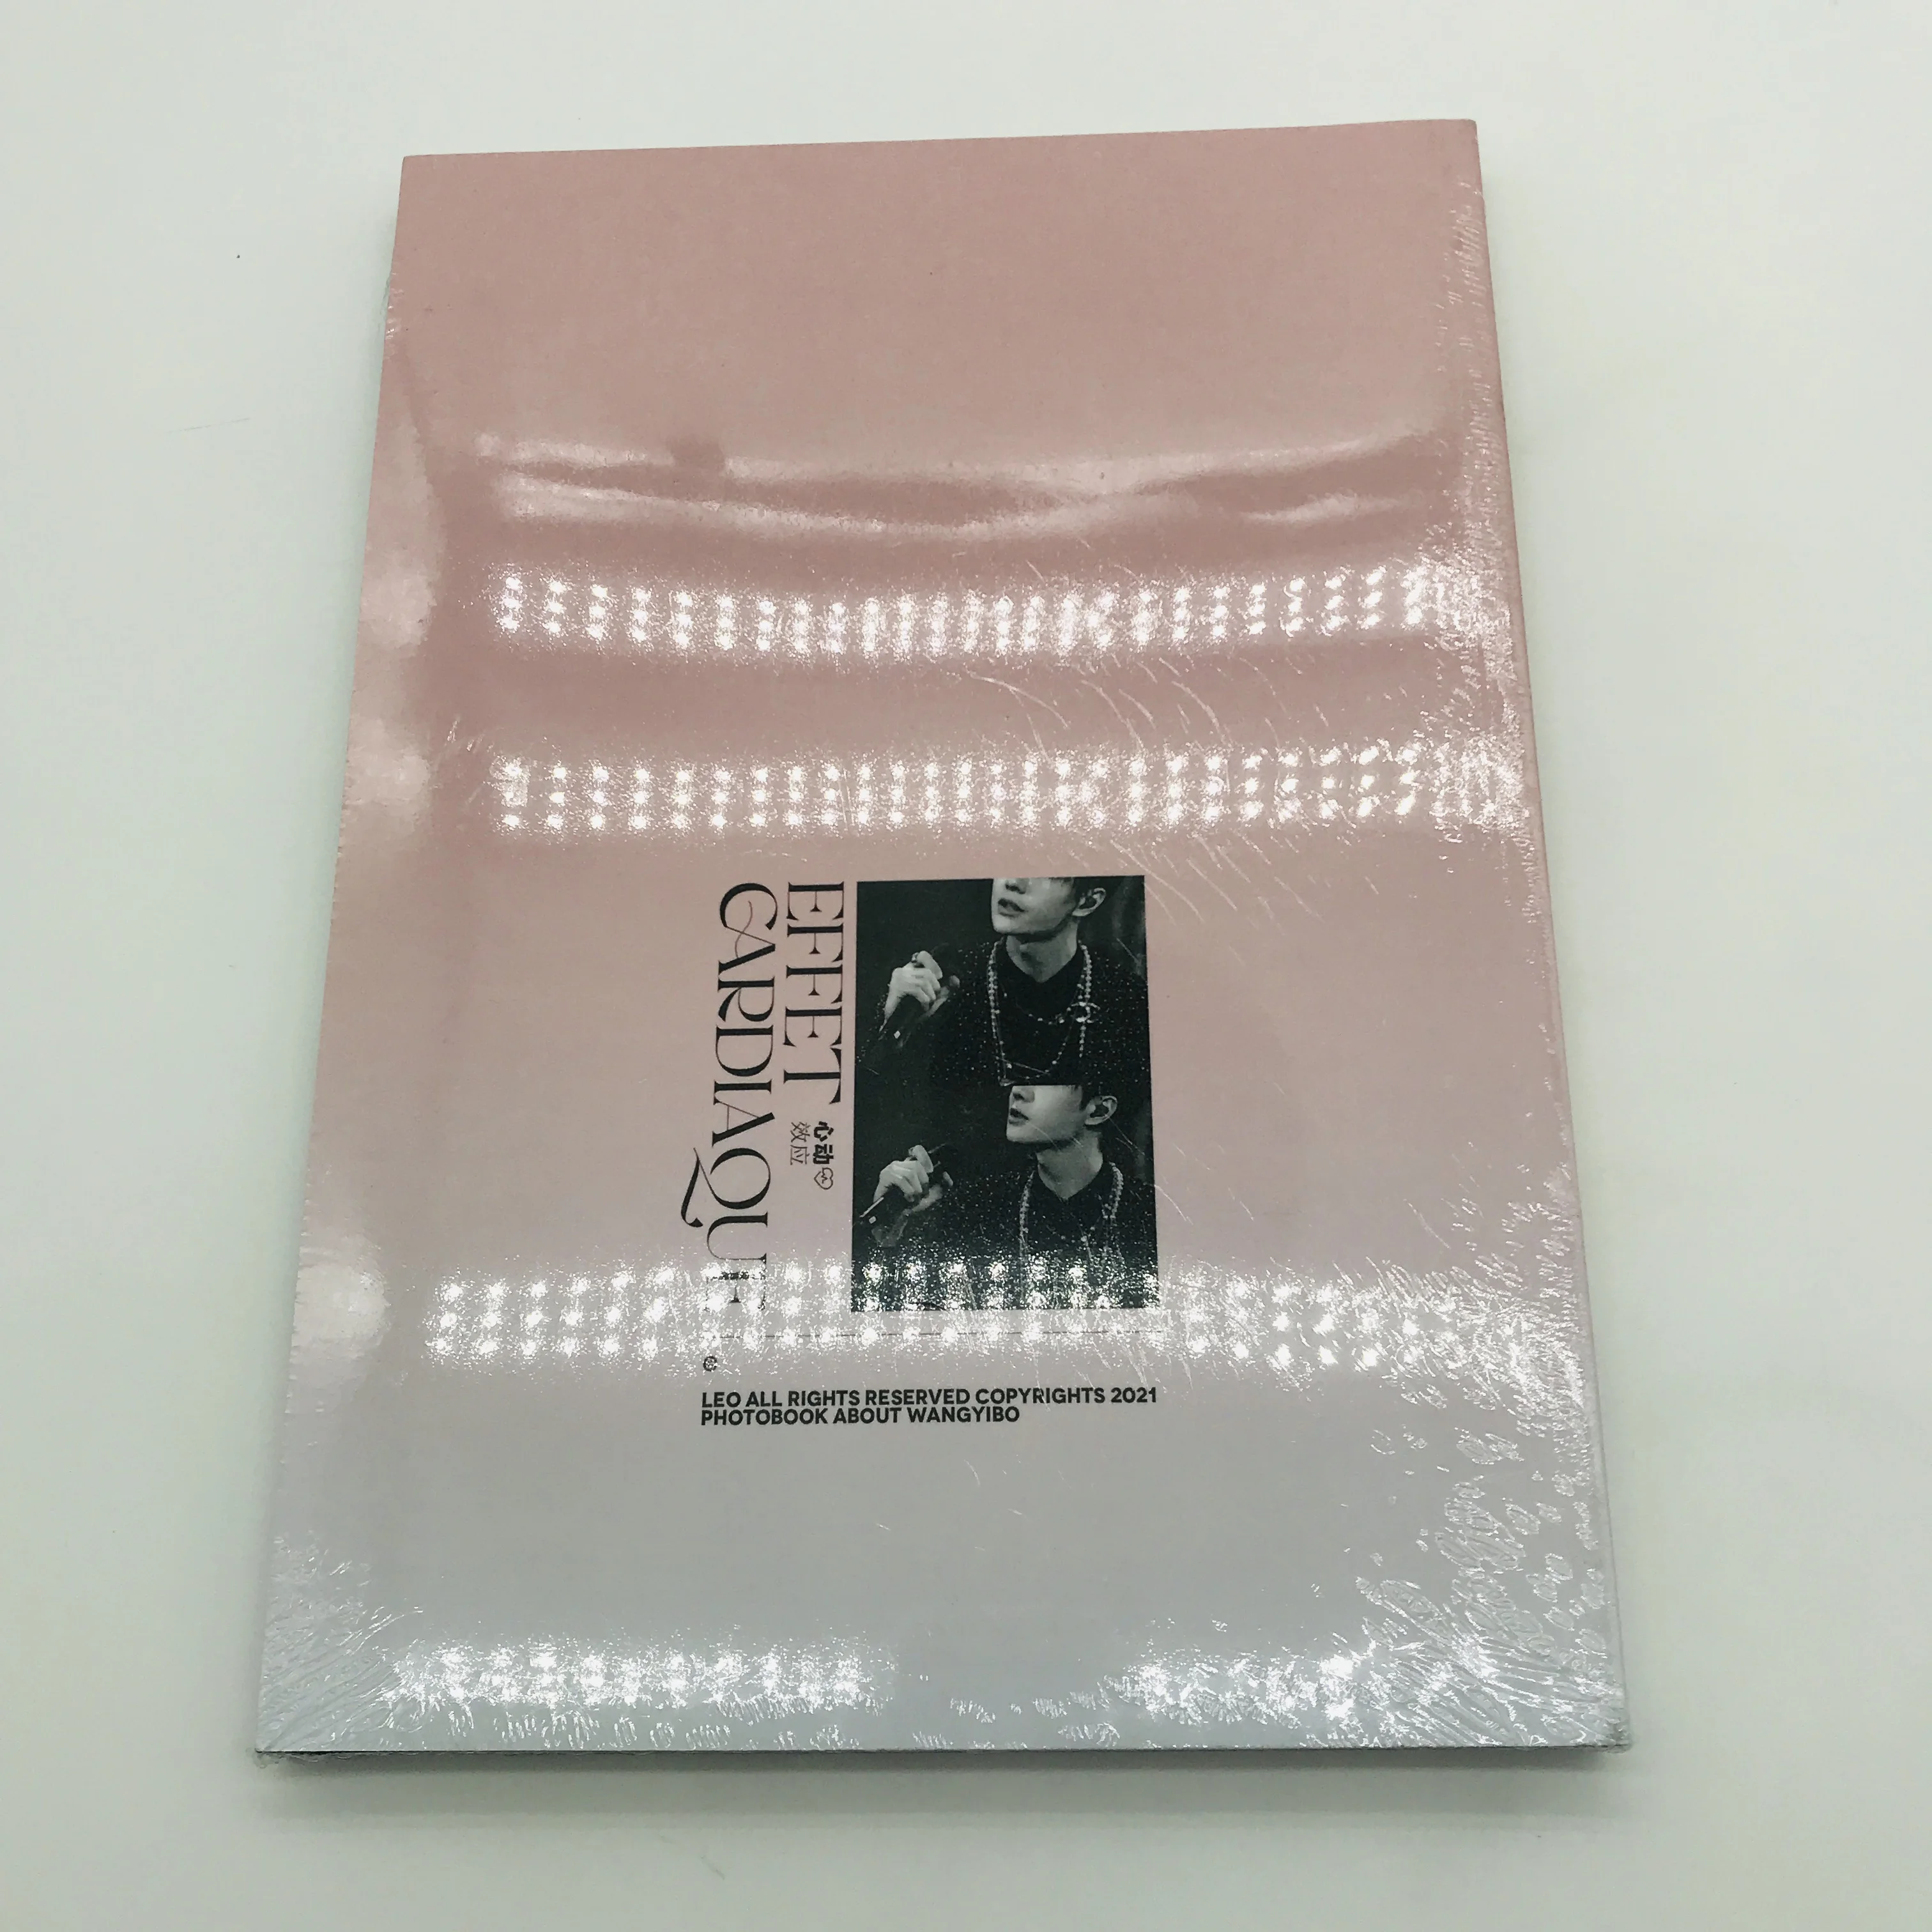 EFFET
心动
效应
CARDIAQUE
LEO ALL RIGHTS RESERVED COPYRIGHTS 2021
PHOTOBOOK ABOUT WANGYIBO